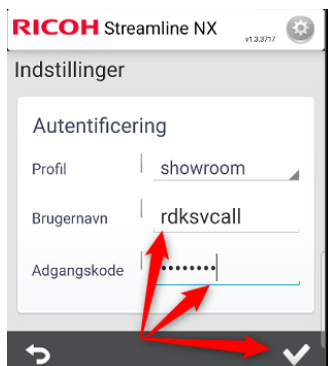 RICOH Streamline NX
v1.3.3717
Indstillinger
Autentificering
Profil showroom
Brugernavn rdksvcall
Adgangskode ••••••••